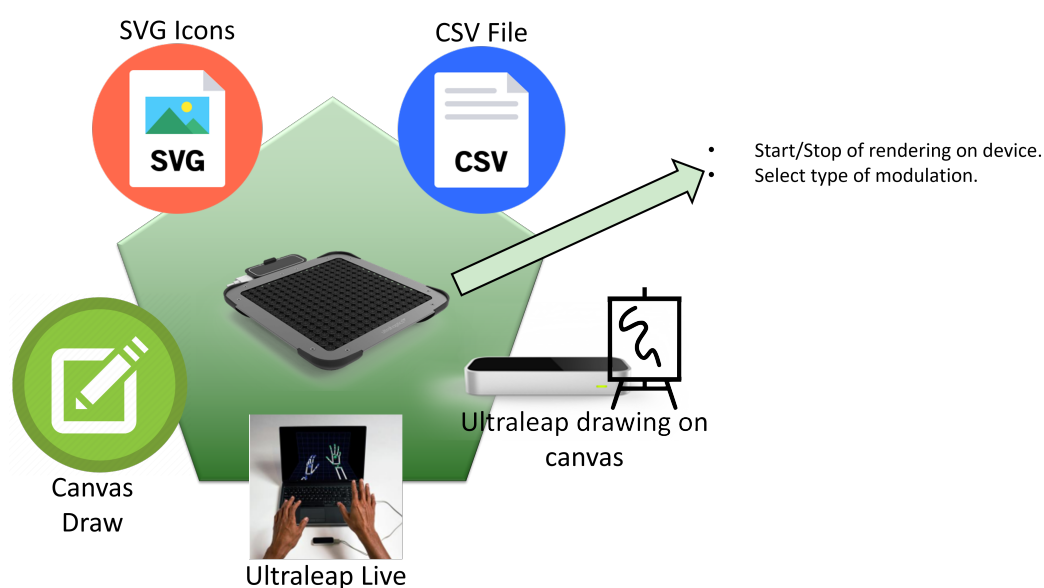 SVG Icons
CSV File
SVG
CSV
• Start/Stop of rendering on device.
• Select type of modulation.
Ultraleap drawing on
canvas
Canvas
Draw
Ultraleap Live